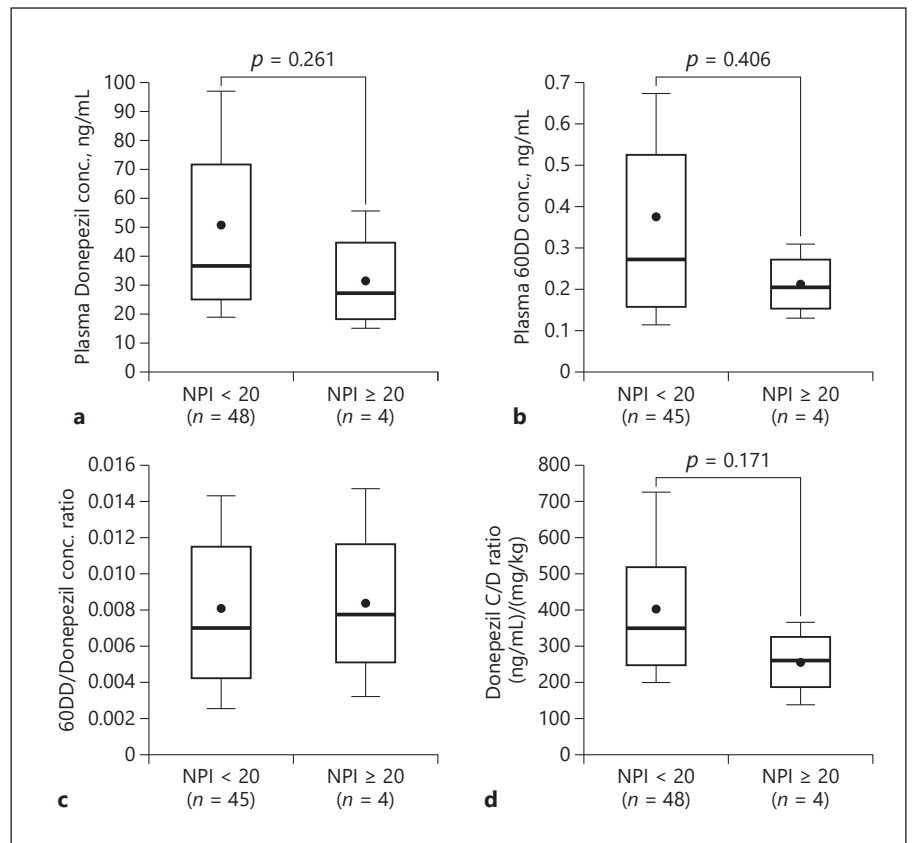 p = 0.261
Plasma Donepezil conc., ng/mL
100
90
80
70
60
50
40
30
20
10
0
NPI < 20
(n = 48)
NPI ≥ 20
(n = 4)
a
p = 0.406
Plasma 60DD conc., ng/mL
0.7
0.6
0.5
0.4
0.3
0.2
0.1
0
NPI < 20
(n = 45)
NPI ≥ 20
(n = 4)
b
60DD/Donepezil conc. ratio
0.016
0.014
0.012
0.010
0.008
0.006
0.004
0.002
0
NPI < 20
(n = 45)
NPI ≥ 20
(n = 4)
c
p = 0.171
Donepezil C/D ratio
(ng/mL)/(mg/kg)
800
700
600
500
400
300
200
100
0
NPI < 20
(n = 48)
NPI ≥ 20
(n = 4)
d